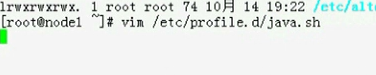 lrwxrwxrwx. 1 root root 74 10月 14 19:22 /etc/alte
[root@node1 ~]# vim /etc/profile.d/java.sh